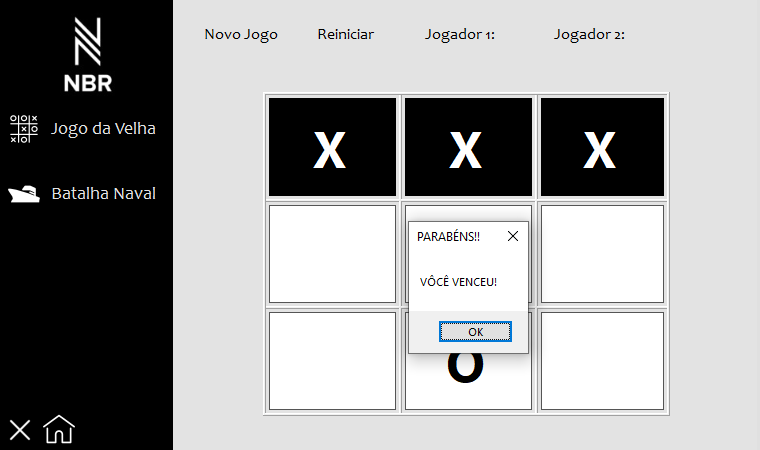 NBR
Novo Jogo Reiniciar Jogador 1: Jogador 2:
Jogo da Velha
Batalha Naval
X X X
PARABÉNS!!
VÔCÊ VENCEU!
OK
O